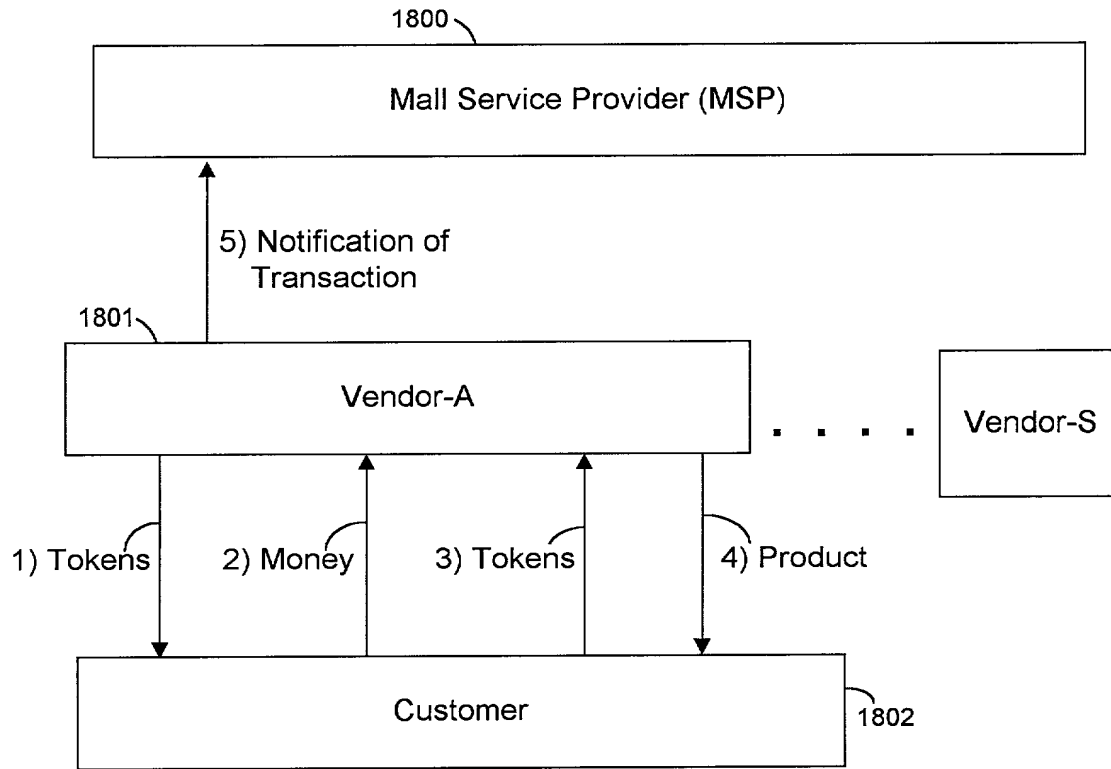 1800
Mall Service Provider (MSP)
5) Notification of
Transaction
1801
Vendor-A
Vendor-S
1) Tokens
2) Money
3) Tokens
4) Product
Customer
1802